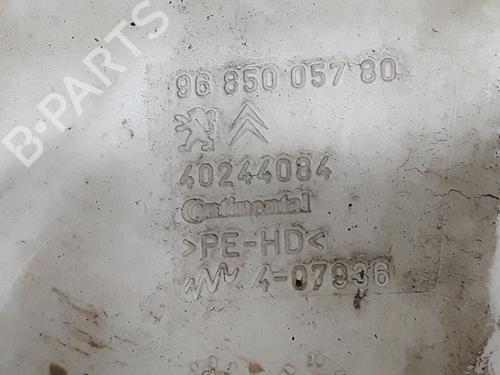 B-PARTS
96 850 057 80
40244084
Continental
>PE-HD<
4-07936